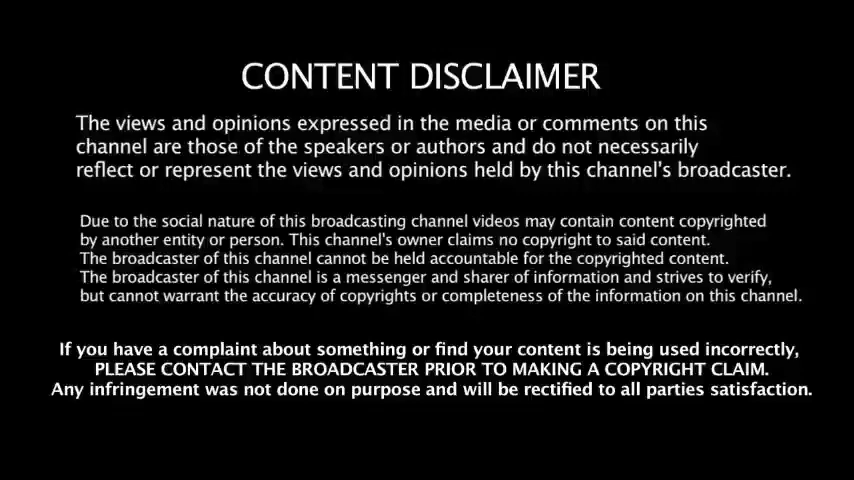 CONTENT DISCLAIMER
The views and opinions expressed in the media or comments on this
channel are those of the speakers or authors and do not necessarily
reflect or represent the views and opinions held by this channel's broadcaster.
Due to the social nature of this broadcasting channel videos may contain content copyrighted
by another entity or person. This channel's owner claims no copyright to said content.
The broadcaster of this channel cannot be held accountable for the copyrighted content.
The broadcaster of this channel is a messenger and sharer of information and strives to verify,
but cannot warrant the accuracy of copyrights or completeness of the information on this channel.
If you have a complaint about something or find your content is being used incorrectly,
PLEASE CONTACT THE BROADCASTER PRIOR TO MAKING A COPYRIGHT CLAIM.
Any infringement was not done on purpose and will be rectified to all parties satisfaction.